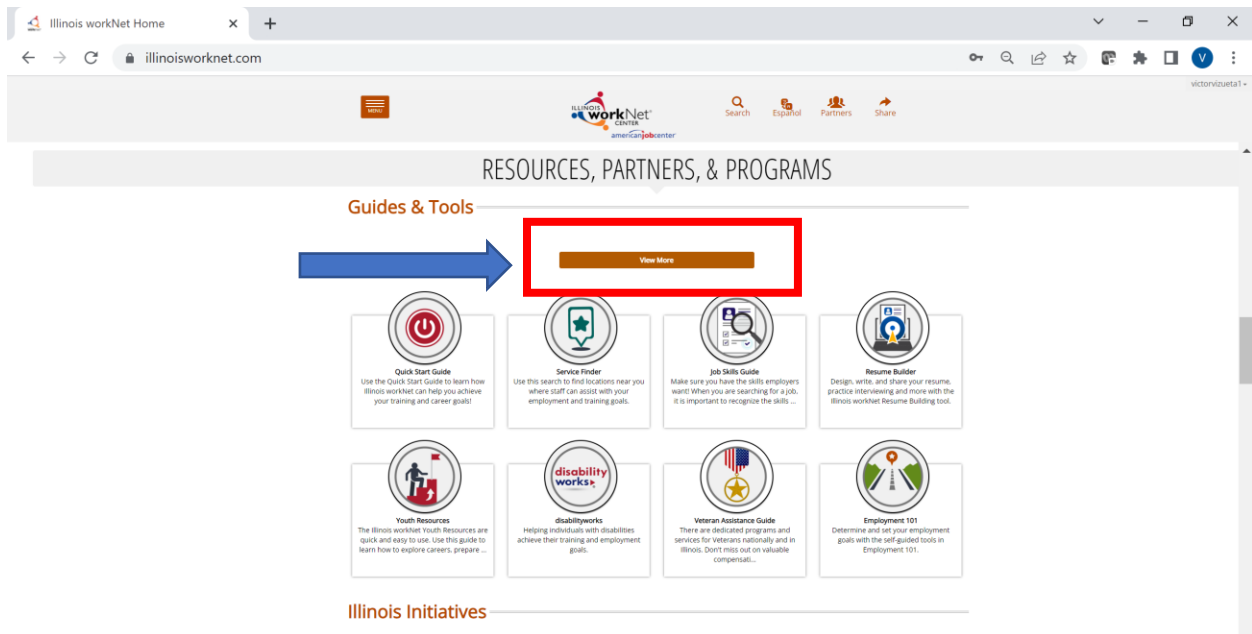 Illinois workNet Home
illinoisworknet.com
V
victorvizueta1
MENU
ILLINOIS
workNet
CENTER
americanjobcenter
Search
Español
Partners
Share
RESOURCES, PARTNERS, & PROGRAMS
Guides & Tools
View More
Quick Start Guide
Use the Quick Start Guide to learn how
Illinois workNet can help you achieve
your training and career goals!
Service Finder
Use this search to find locations near you
where staff can assist with your
employment and training goals.
Job Skills Guide
Make sure you have the skills employers
want! When you are searching for a job,
it is important to recognize the skills ...
Resume Builder
Design, write, and share your resume,
practice interviewing and more with the
Illinois workNet Resume Building tool.
Youth Resources
The Illinois workNet Youth Resources are
quick and easy to use. Use this guide to
learn how to explore careers, prepare ...
disability
works
disabilityworks
Helping individuals with disabilities
achieve their training and employment
goals.
Veteran Assistance Guide
There are dedicated programs and
services for Veterans nationally and in
Illinois. Don't miss out on valuable
compensati...
Employment 101
Determine and set your employment
goals with the self-guided tools in
Employment 101.
Illinois Initiatives